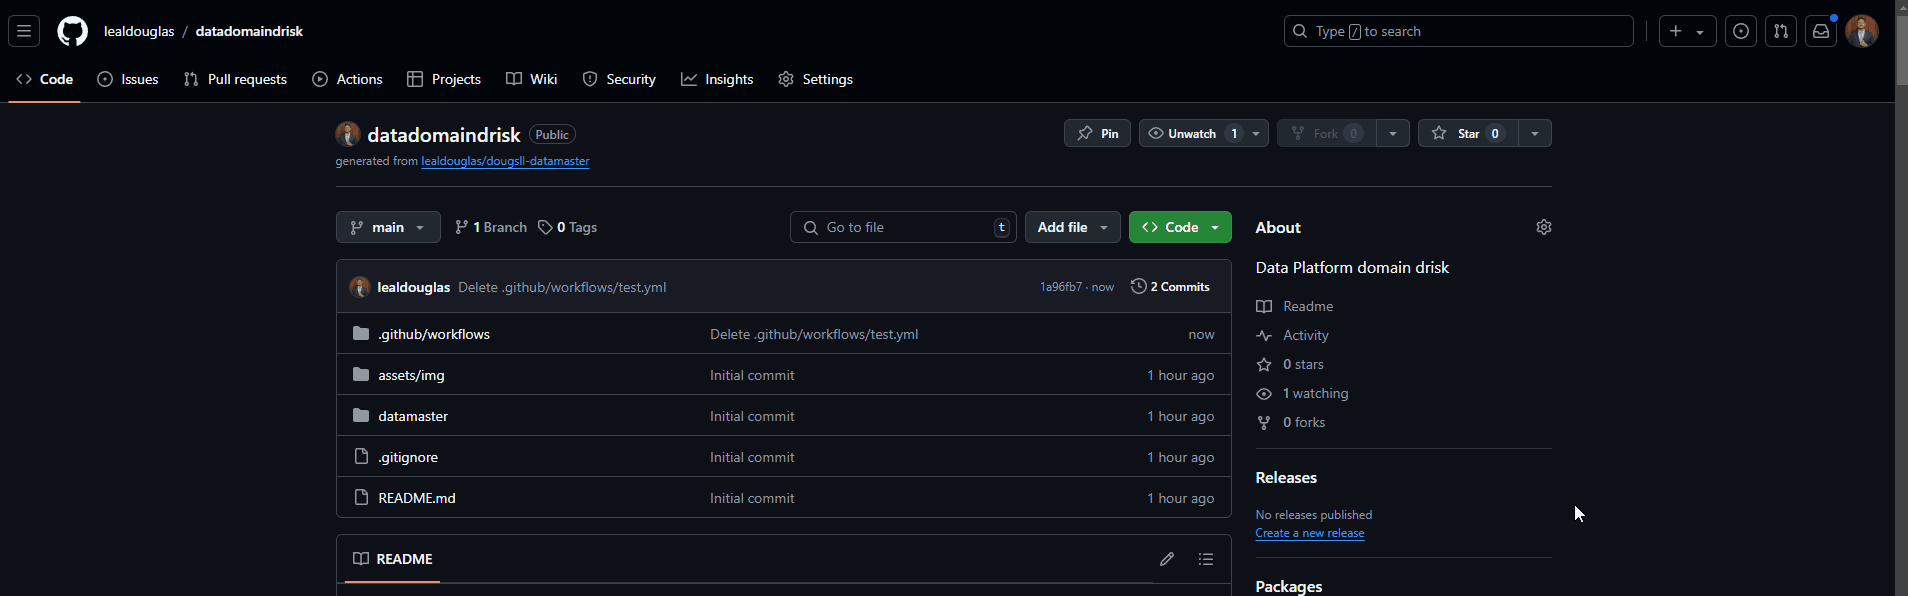 lealdouglas / datadomaindrisk
Type / to search
Code Issues Pull requests Actions Projects Wiki Security Insights Settings
datadomaindrisk Public
generated from lealdouglas/dougsll-datamaster
Pin Unwatch 1 Fork 0 Star 0
main 1 Branch 0 Tags Go to file t Add file Code
lealdouglas Delete .github/workflows/test.yml 1a96fb7 · now 2 Commits
.github/workflows Delete .github/workflows/test.yml now
assets/img Initial commit 1 hour ago
datamaster Initial commit 1 hour ago
.gitignore Initial commit 1 hour ago
README.md Initial commit 1 hour ago
README
About
Data Platform domain drisk
Readme
Activity
0 stars
1 watching
0 forks
Releases
No releases published
Create a new release
Packages